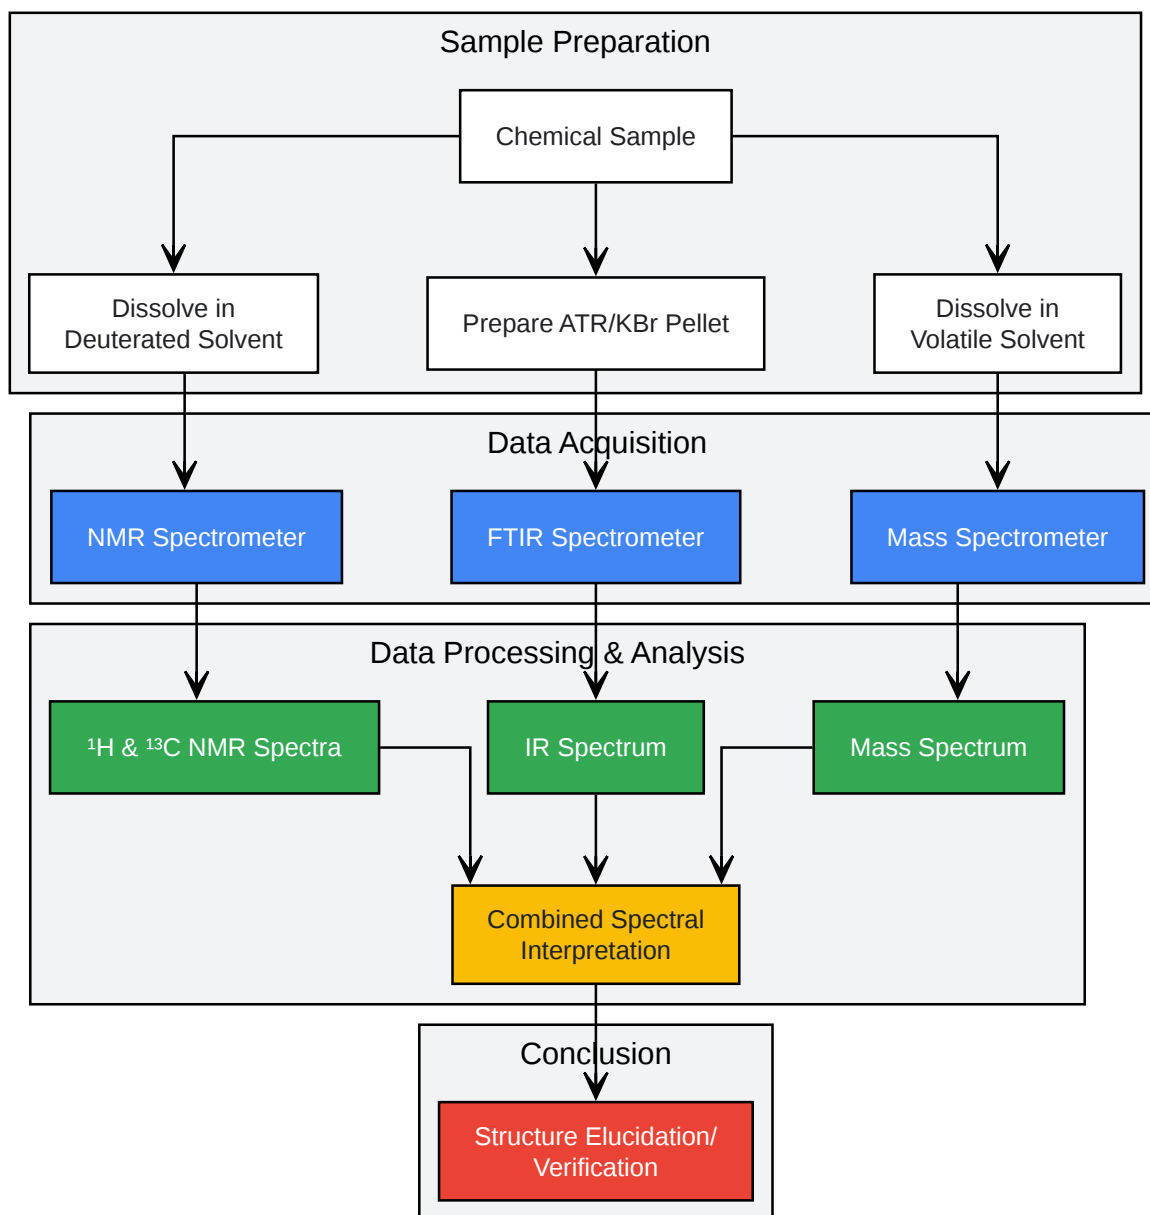 Sample Preparation
Chemical Sample
Dissolve in
Deuterated Solvent
Prepare ATR/KBr Pellet
Dissolve in
Volatile Solvent
Data Acquisition
NMR Spectrometer
FTIR Spectrometer
Mass Spectrometer
Data Processing & Analysis
¹H & ¹³C NMR Spectra
IR Spectrum
Mass Spectrum
Combined Spectral
Interpretation
Conclusion
Structure Elucidation/
Verification